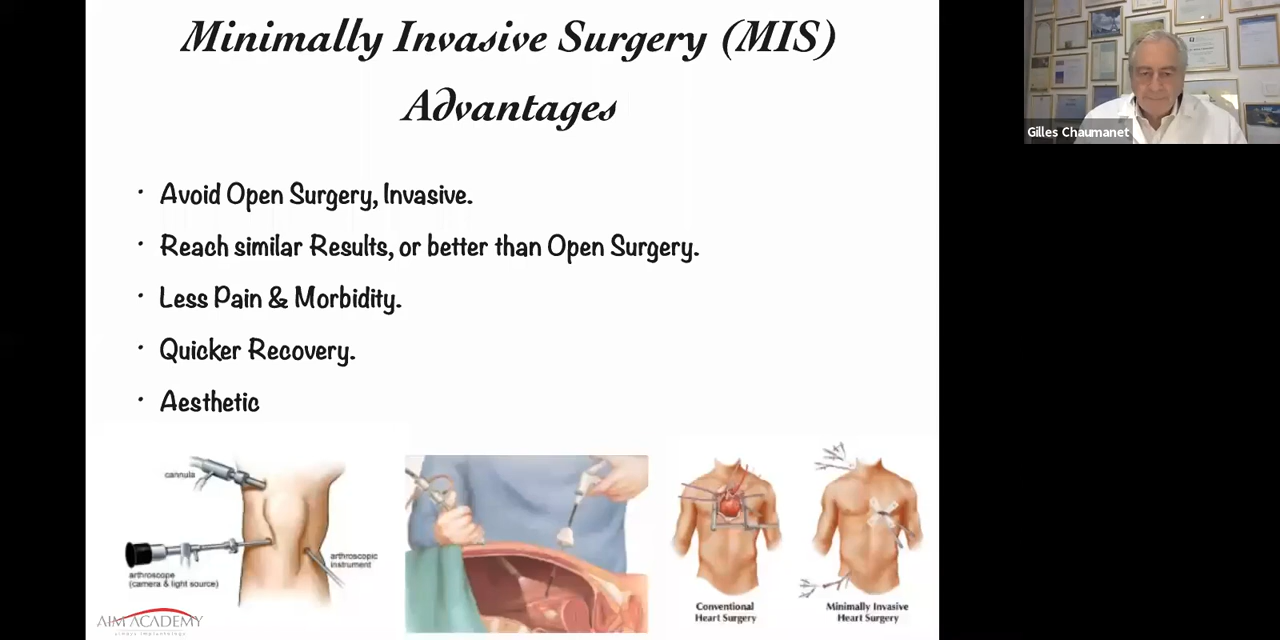 Minimally Invasive Surgery (MIS)
Advantages
· Avoid Open Surgery, Invasive.
· Reach similar Results, or better than Open Surgery.
· Less Pain & Morbidity.
· Quicker Recovery.
· Aesthetic
cannula
arthroscope
(camera & light source)
arthroscopic
instrument
Conventional
Heart Surgery
Minimally Invasive
Heart Surgery
AIM ACADEMY
Gilles Chaumanet